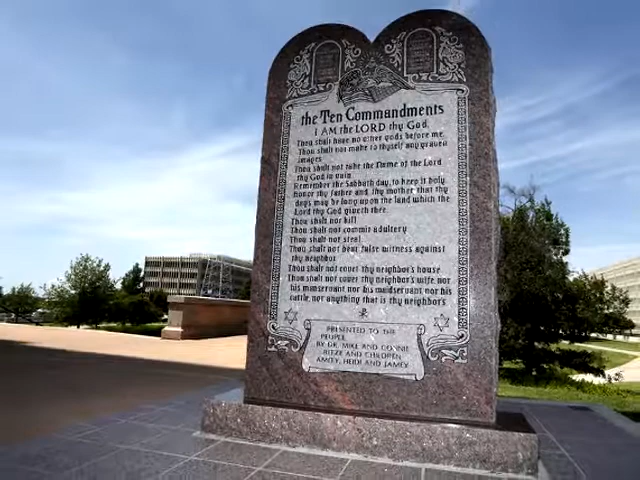 the Ten Commandments
I AM the LORD thy God.
Thou shalt have no other gods before me.
Thou shalt not make to thyself any graven
images.
Thou shalt not take the Name of the Lord
thy God in vain.
Remember the Sabbath day, to keep it holy.
Honor thy father and thy mother that thy
days may be long upon the land which the
Lord thy God giveth thee.
Thou shalt not kill.
Thou shalt not commit adultery.
Thou shalt not steal.
Thou shalt not bear false witness against
thy neighbor.
Thou shalt not covet thy neighbor's house.
Thou shalt not covet thy neighbor's wife nor
his manservant nor his maidservant nor his
cattle nor anything that is thy neighbor's.
PRESENTED TO THE
PEOPLE
BY DR. MIKE AND CONNIE
RITZE AND CHILDREN
AMITY, HEIDI AND JAMEY